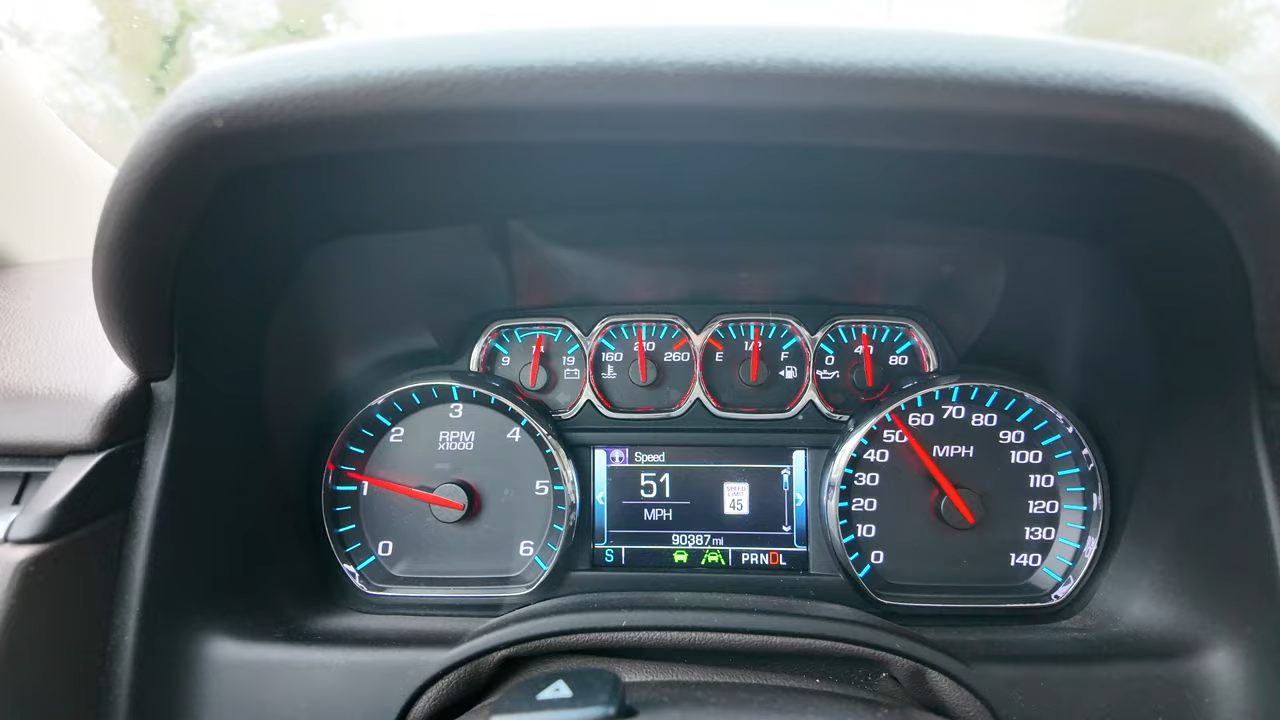 9 14 19
160 210 260
E 1/2 F
0 40 80
0 1 2 3 4 5 6
RPM
x1000
Speed
51
MPH
SPEED
LIMIT
45
90387 mi
S
PRNDL
0 10 20 30 40 50 60 70 80 90 100 110 120 130 140
MPH